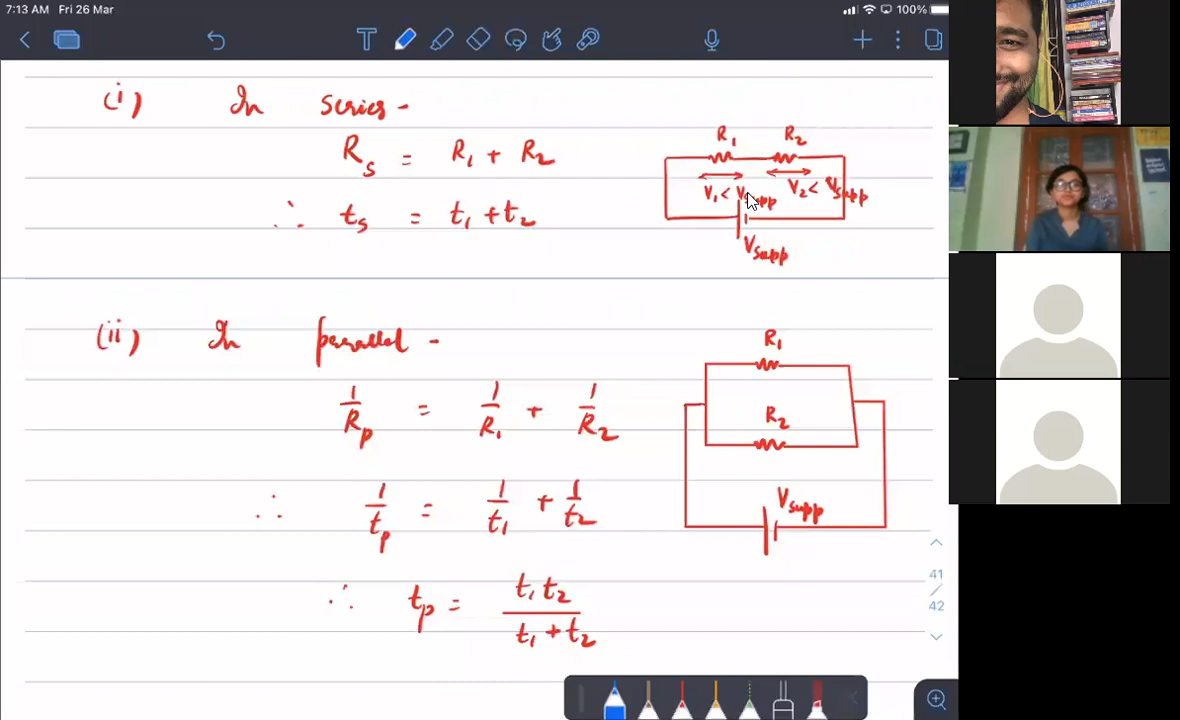 7:13 AM Fri 26 Mar 100%
(i) In series -
R₁ R₂
Rs = R₁ + R₂
V₁ < Vsupp V₂ < Vsupp
∴ ts = t₁ + t₂
Vsupp
(ii) In parallel -
R₁
1/Rp = 1/R₁ + 1/R₂
R₂
∴ 1/tp = 1/t₁ + 1/t₂
Vsupp
∴ tp = t₁ t₂ / t₁ + t₂
41
/
42